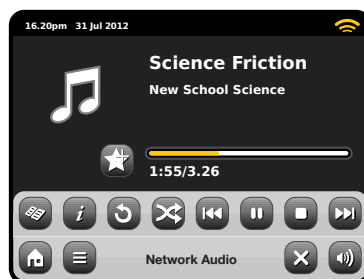 16.20pm 31 Jul 2012
Science Friction
New School Science
1:55/3.26
i
Network Audio